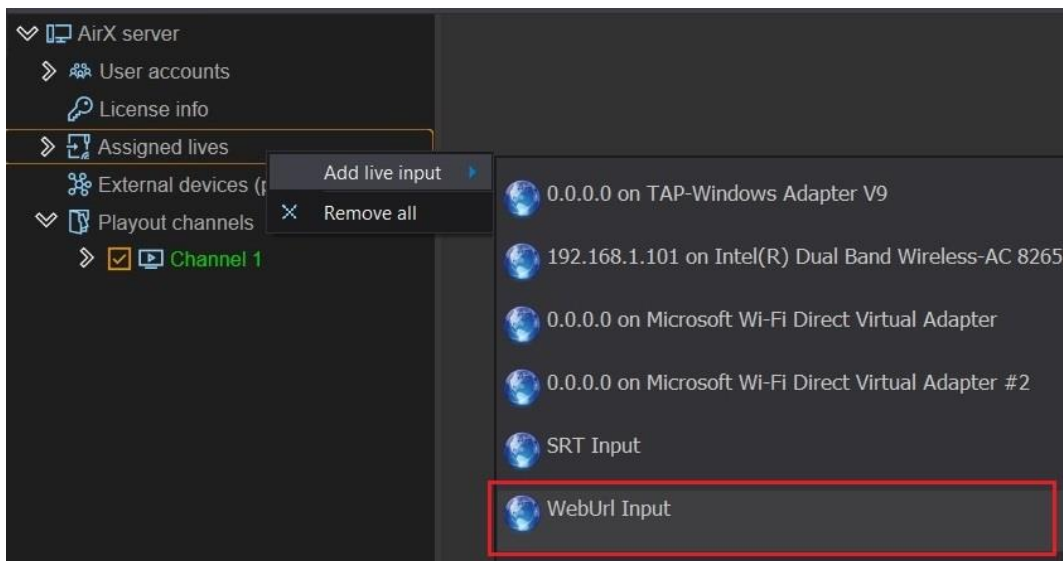 AirX server
User accounts
License info
Assigned lives
External devices (
Playout channels
Channel 1
Add live input
Remove all
0.0.0.0 on TAP-Windows Adapter V9
192.168.1.101 on Intel(R) Dual Band Wireless-AC 8265
0.0.0.0 on Microsoft Wi-Fi Direct Virtual Adapter
0.0.0.0 on Microsoft Wi-Fi Direct Virtual Adapter #2
SRT Input
WebUrl Input